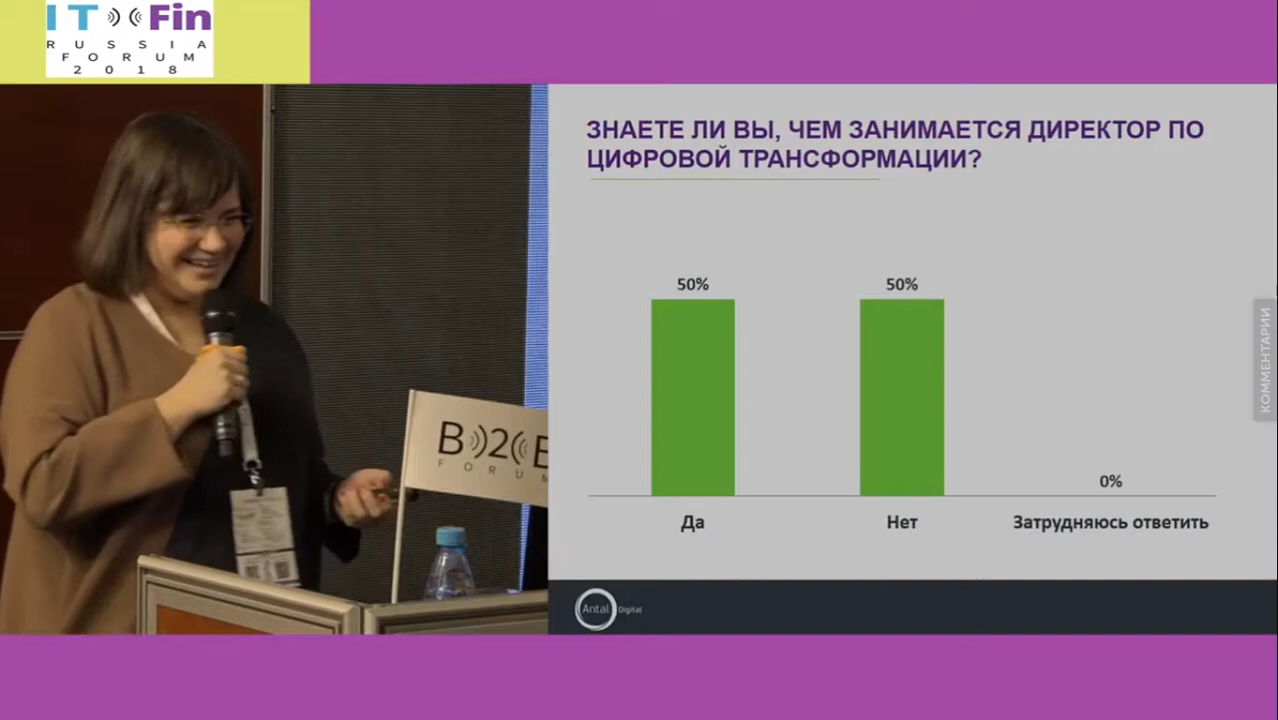 IT Fin
RUSSIA
FORUM
2018
ЗНАЕТЕ ЛИ ВЫ, ЧЕМ ЗАНИМАЕТСЯ ДИРЕКТОР ПО
ЦИФРОВОЙ ТРАНСФОРМАЦИИ?
50%
50%
0%
Да
Нет
Затрудняюсь ответить
КОММЕНТАРИИ
B2B
FORUM
Antal Digital